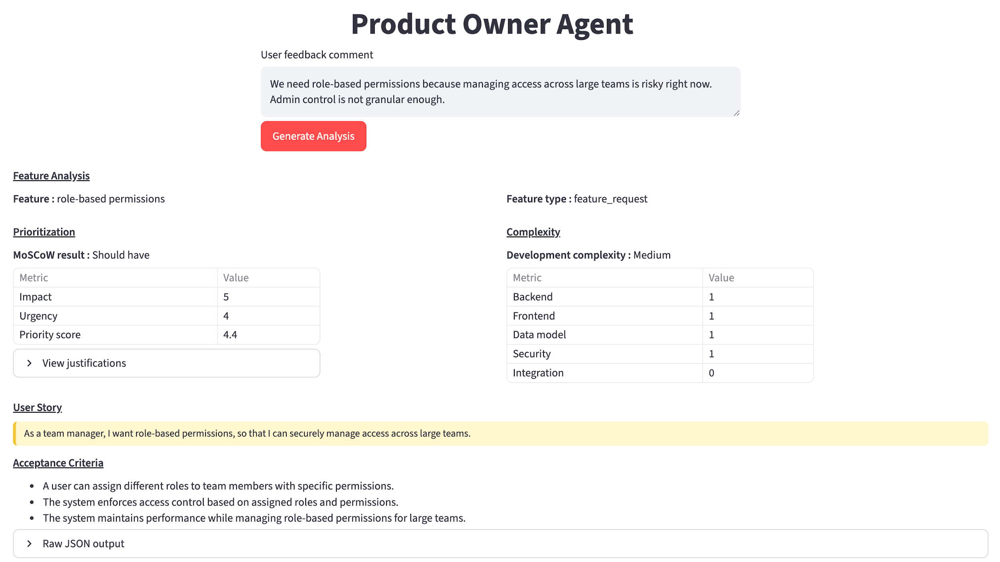 Product Owner Agent
User feedback comment
We need role-based permissions because managing access across large teams is risky right now.
Admin control is not granular enough.
Generate Analysis
Feature Analysis
Feature : role-based permissions
Feature type : feature_request
Prioritization
MoSCoW result : Should have
Metric Value
Impact 5
Urgency 4
Priority score 4.4
View justifications
Complexity
Development complexity : Medium
Metric Value
Backend 1
Frontend 1
Data model 1
Security 1
Integration 0
User Story
As a team manager, I want role-based permissions, so that I can securely manage access across large teams.
Acceptance Criteria
• A user can assign different roles to team members with specific permissions.
• The system enforces access control based on assigned roles and permissions.
• The system maintains performance while managing role-based permissions for large teams.
Raw JSON output